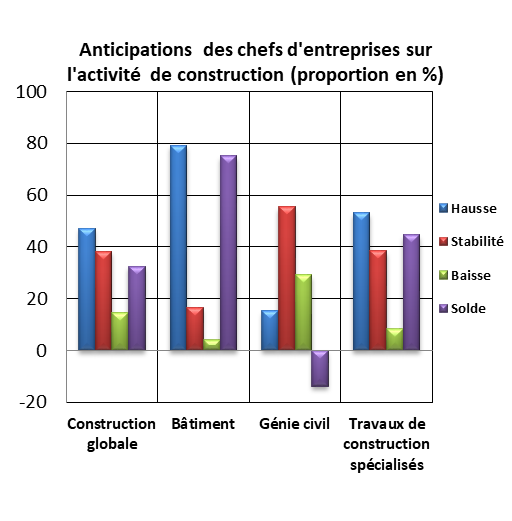 Anticipations des chefs d'entreprises sur
l'activité de construction (proportion en %)
100
80
60
40
20
0
-20
Construction
globale
Bâtiment
Génie civil
Travaux de
construction
spécialisés
Hausse
Stabilité
Baisse
Solde